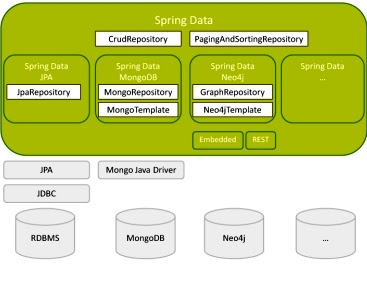 Spring Data
CrudRepository
PagingAndSortingRepository
Spring Data
JPA
JpaRepository
Spring Data
MongoDB
MongoRepository
MongoTemplate
Spring Data
Neo4j
GraphRepository
Neo4jTemplate
Spring Data
...
Embedded
REST
JPA
Mongo Java Driver
JDBC
RDBMS
MongoDB
Neo4j
...